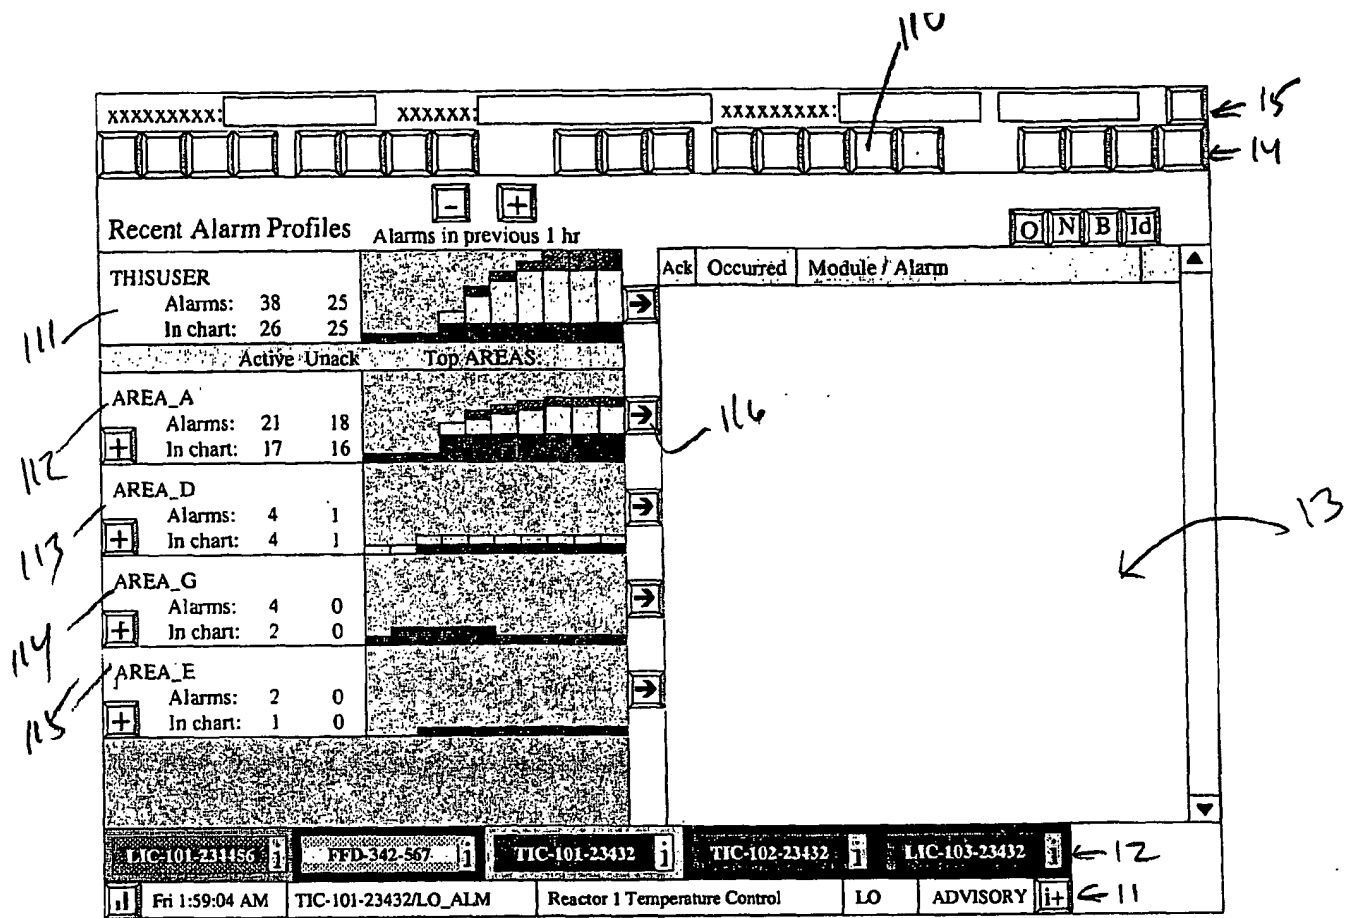 110
xxxxxxxxx: xxxxxx: xxxxxxxxx: 15
14
- +
Recent Alarm Profiles Alarms in previous 1 hr O N B Id
Ack Occurred Module / Alarm
THISUSER
Alarms: 38 25
In chart: 26 25
111
Active Unack Top AREAS
AREA_A
Alarms: 21 18
+ In chart: 17 16
112
116
AREA_D
Alarms: 4 1
+ In chart: 4 1
113
13
AREA_G
Alarms: 4 0
+ In chart: 2 0
114
AREA_E
Alarms: 2 0
+ In chart: 1 0
115
LIC-101-231456 i FFD-342-567 i TIC-101-23432 i TIC-102-23432 i LIC-103-23432 i 12
Fri 1:59:04 AM TIC-101-23432/LO_ALM Reactor 1 Temperature Control LO ADVISORY i+ 11